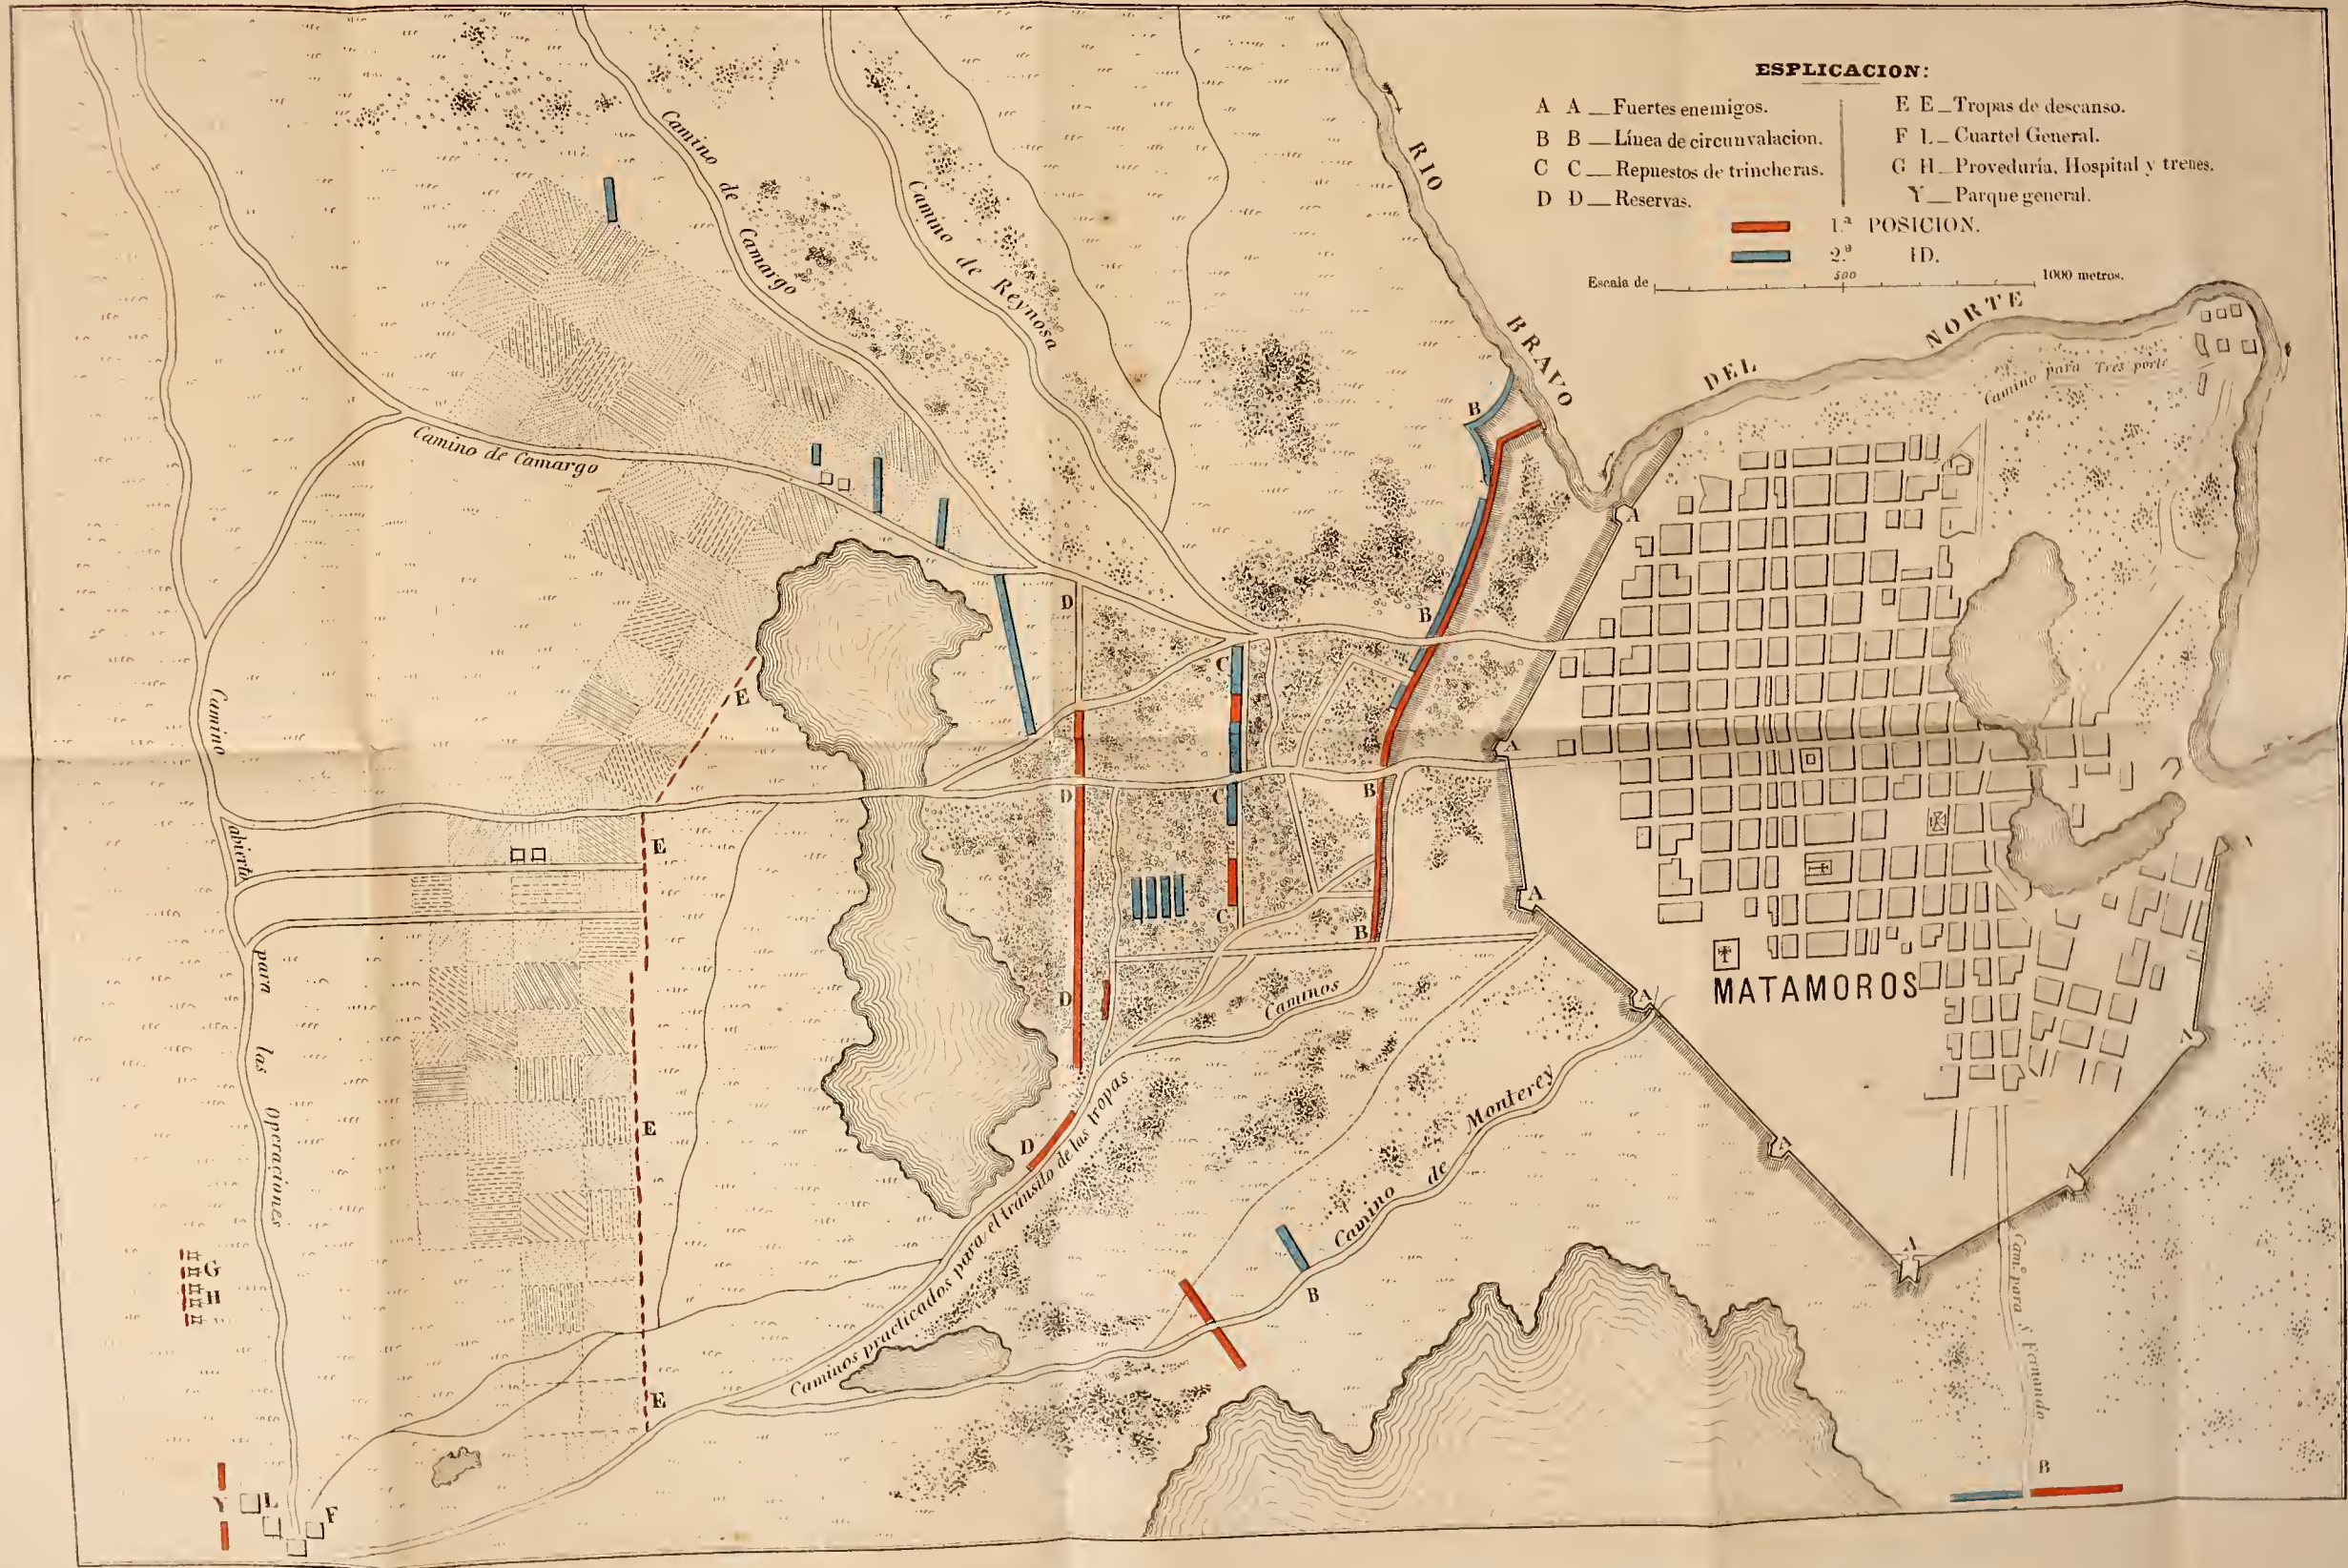 ESPLICACION:
A A — Fuertes enemigos.
B B — Línea de circunvalacion.
C C — Repuestos de trincheras.
D D — Reservas.
E E — Tropas de descanso.
F L — Cuartel General.
G H — Proveduría, Hospital y trenes.
Y — Parque general.
1.ª POSICION.
2.ª ID.
Escala de 500 1000 metros.
RIO BRAVO DEL NORTE
Camino para Tres porte
Camino de Camargo
Camino de Reynosa
Camino de Camargo
Camino abierto para las Operaciones
MATAMOROS
Caminos
Caminos practicados para el transito de las tropas
Camino de Monterey
Cam.º para S. Fernando
B
B
B
B
B
B
A
A
A
A
A
A
C
C
C
D
D
D
D
E
E
E
E
G
H
Y
L
F